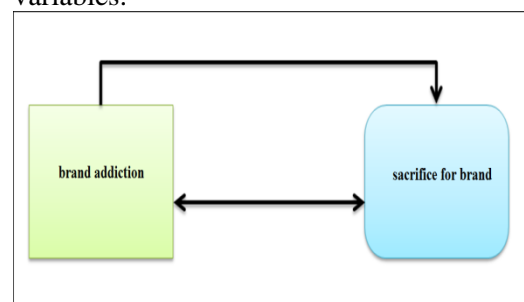 variables.
brand addiction
sacrifice for brand